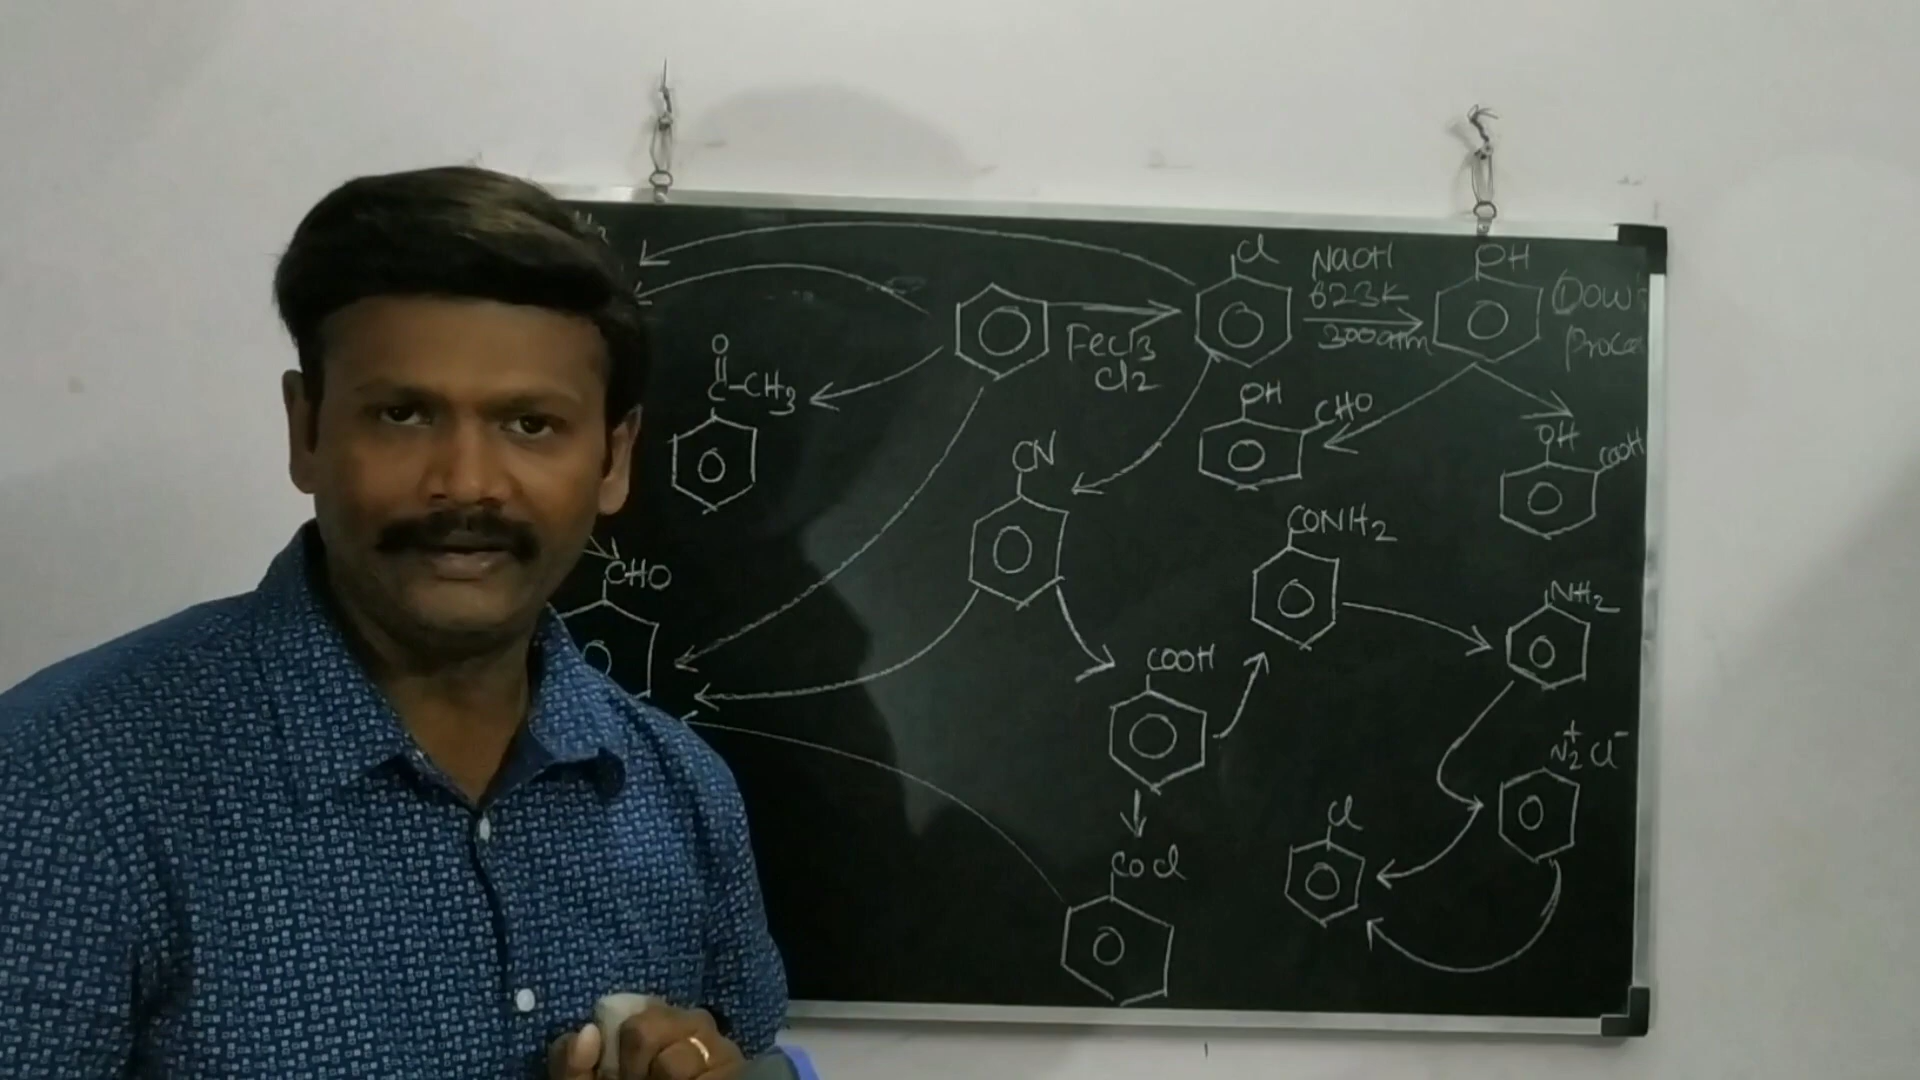 Cl
NaOH
623K
300atm
OH
Dow's
FeCl3
Cl2
O
C-CH3
OH
CHO
OH
COOH
CN
CONH2
CHO
NH2
COOH
N2+ Cl-
Cl
COCl